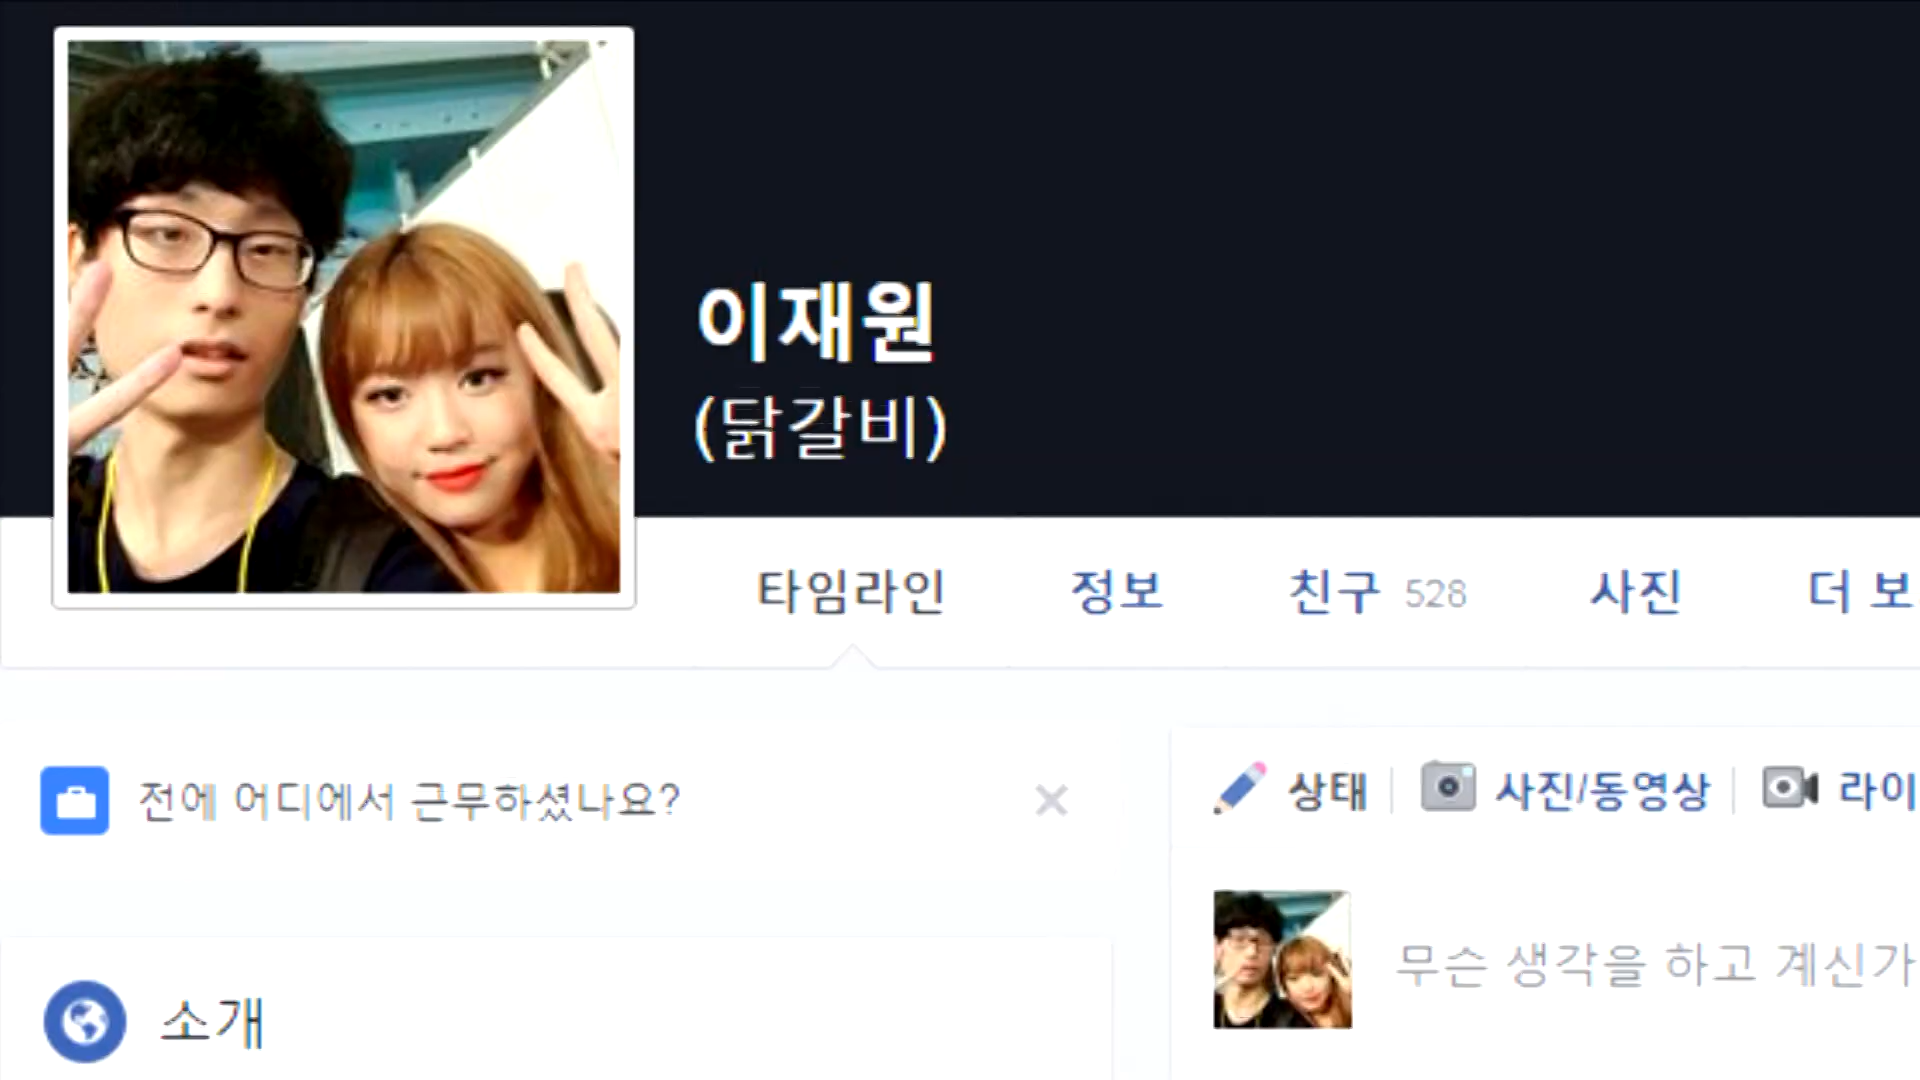 이재원
(닭갈비)
타임라인 정보 친구 528 사진 더 보
전에 어디에서 근무하셨나요?
상태 사진/동영상 라이
무슨 생각을 하고 계신가
소개